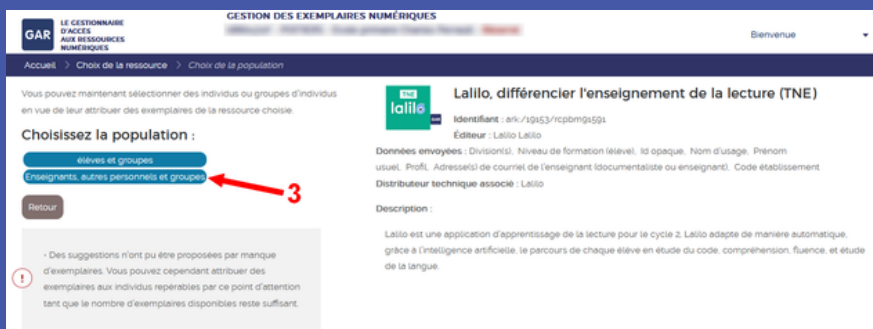 GESTION DES EXEMPLAIRES NUMÉRIQUES
GAR
LE GESTIONNAIRE
D'ACCÈS
AUX RESSOURCES
NUMÉRIQUES
Bienvenue
Accueil > Choix de la ressource > Choix de la population
Vous pouvez maintenant sélectionner des individus ou groupes d'individus
en vue de leur attribuer des exemplaires de la ressource choisie.
Choisissez la population :
élèves et groupes
Enseignants, autres personnels et groupes
3
Retour
! 
• Des suggestions n'ont pu être proposées par manque
d'exemplaires. Vous pouvez cependant attribuer des
exemplaires aux individus repérables par ce point d'attention
tant que le nombre d'exemplaires disponibles reste suffisant.
TNE
lalilo
GAR
Lalilo, différencier l'enseignement de la lecture (TNE)
Identifiant : ark:/19153/rcpbm91591
Éditeur : Lalilo Lalilo
Données envoyées : Division(s), Niveau de formation (élève), Id opaque, Nom d'usage, Prénom
usuel, Profil, Adresse(s) de courriel de l'enseignant (documentaliste ou enseignant), Code établissement
Distributeur technique associé : Lalilo
Description :
Lalilo est une application d'apprentissage de la lecture pour le cycle 2. Lalilo adapte de manière automatique,
grâce à l'intelligence artificielle, le parcours de chaque élève en étude du code, compréhension, fluence, et étude
de la langue.